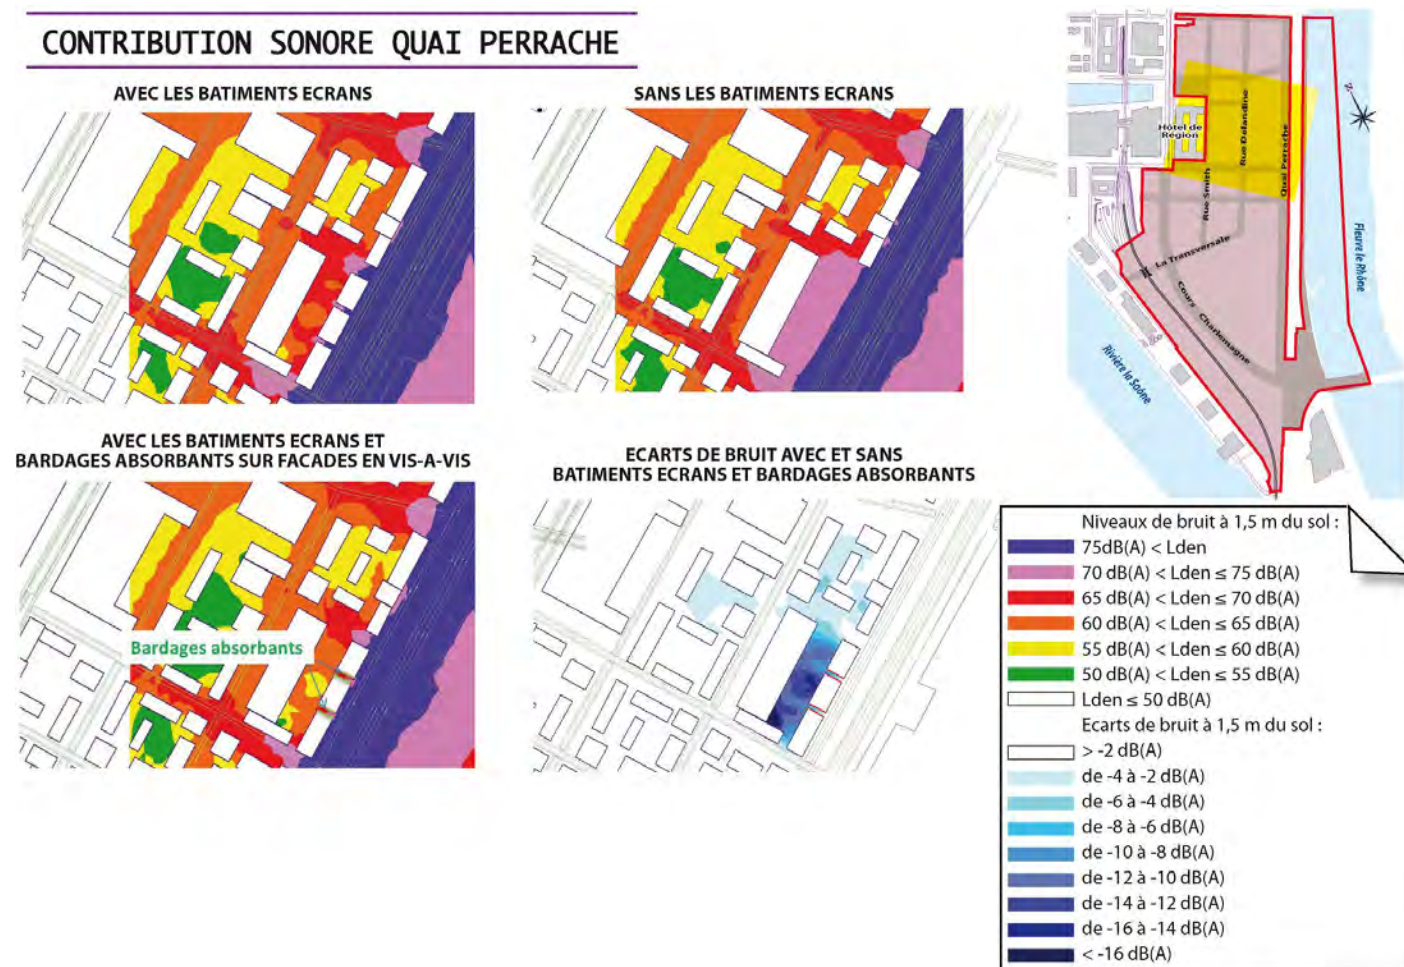 CONTRIBUTION SONORE QUAI PERRACHE
AVEC LES BATIMENTS ECRANS
SANS LES BATIMENTS ECRANS
AVEC LES BATIMENTS ECRANS ET
BARDAGES ABSORBANTS SUR FACADES EN VIS-A-VIS
Bardages absorbants
ECARTS DE BRUIT AVEC ET SANS
BATIMENTS ECRANS ET BARDAGES ABSORBANTS
Hôtel de
Région
Rue Delandine
Quai Perrache
Rue Smith
La Transversale
Cours Charlemagne
Fleuve le Rhône
Rivière la Saône
N
Niveaux de bruit à 1,5 m du sol :
75dB(A) < Lden
70 dB(A) < Lden ≤ 75 dB(A)
65 dB(A) < Lden ≤ 70 dB(A)
60 dB(A) < Lden ≤ 65 dB(A)
55 dB(A) < Lden ≤ 60 dB(A)
50 dB(A) < Lden ≤ 55 dB(A)
Lden ≤ 50 dB(A)
Ecarts de bruit à 1,5 m du sol :
> -2 dB(A)
de -4 à -2 dB(A)
de -6 à -4 dB(A)
de -8 à -6 dB(A)
de -10 à -8 dB(A)
de -12 à -10 dB(A)
de -14 à -12 dB(A)
de -16 à -14 dB(A)
< -16 dB(A)